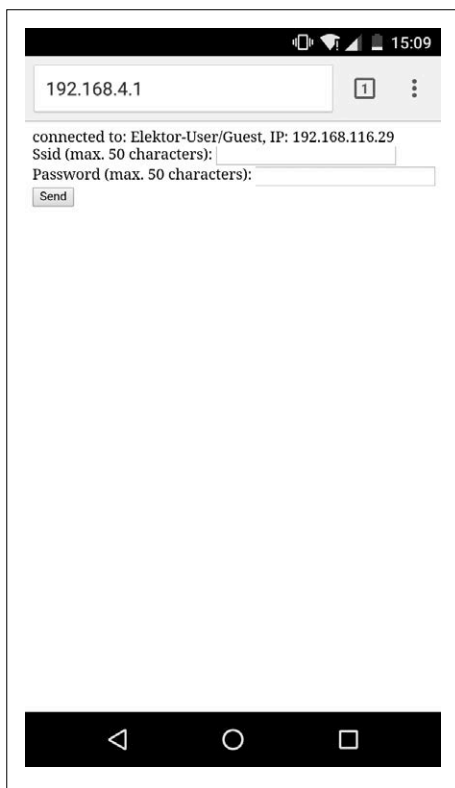 15:09
192.168.4.1
1
connected to: Elektor-User/Guest, IP: 192.168.116.29
Ssid (max. 50 characters):
Password (max. 50 characters):
Send